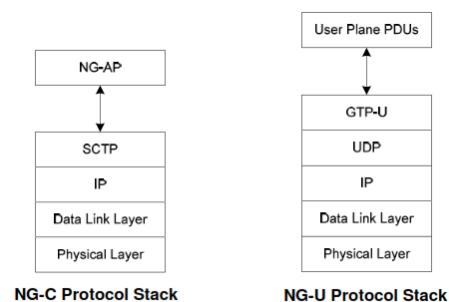 NG-AP
SCTP
IP
Data Link Layer
Physical Layer
NG-C Protocol Stack
User Plane PDUs
GTP-U
UDP
IP
Data Link Layer
Physical Layer
NG-U Protocol Stack